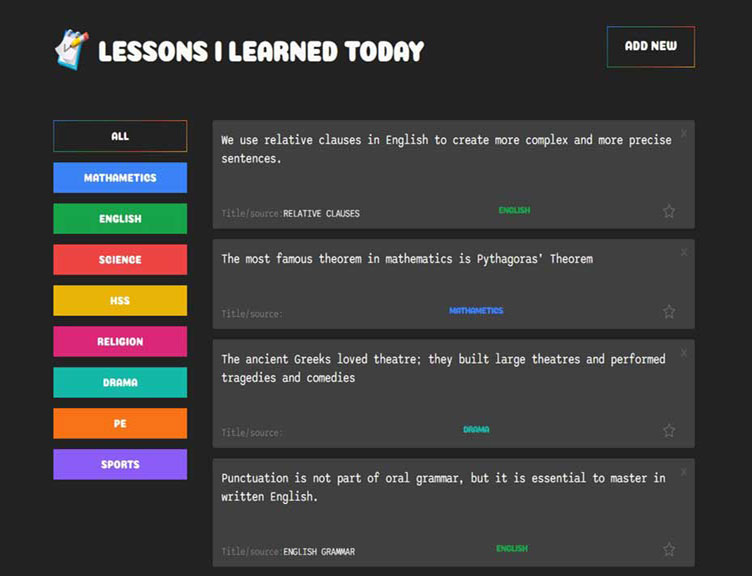 LESSONS I LEARNED TODAY
ADD NEW
ALL
MATHAMETICS
ENGLISH
SCIENCE
HSS
RELIGION
DRAMA
PE
SPORTS
X
We use relative clauses in English to create more complex and more precise
sentences.
Title/source:RELATIVE CLAUSES
ENGLISH
X
The most famous theorem in mathematics is Pythagoras' Theorem
Title/source:
MATHAMETICS
X
The ancient Greeks loved theatre; they built large theatres and performed
tragedies and comedies
Title/source:
DRAMA
X
Punctuation is not part of oral grammar, but it is essential to master in
written English.
Title/source:ENGLISH GRAMMAR
ENGLISH